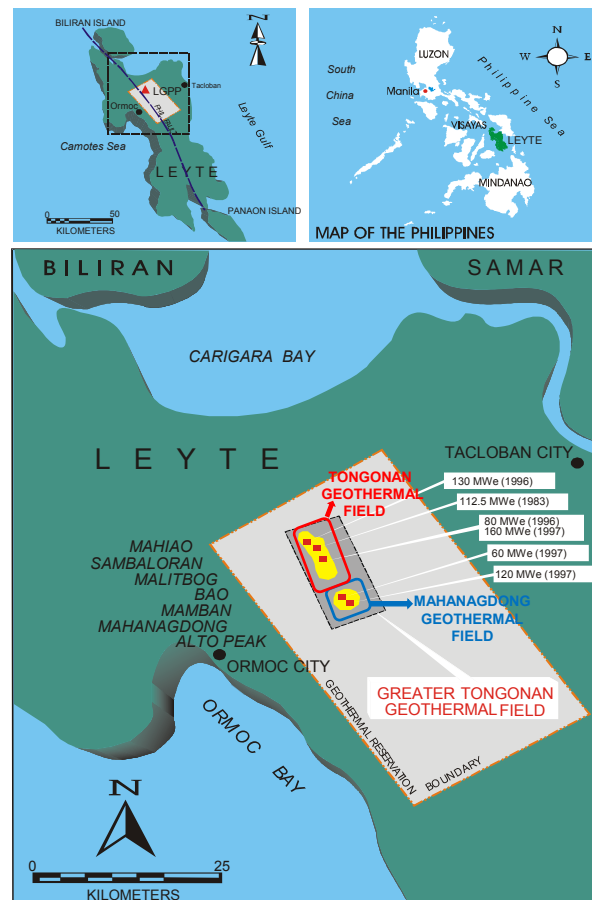 BILIRAN ISLAND
N
LGPP
Tacloban
Ormoc
Leyte Gulf
Camotes Sea
LEYTE
PANAON ISLAND
0 50
KILOMETERS
LUZON
N
W E
S
South
China
Sea
Philippine Sea
Manila
VISAYAS
LEYTE
MINDANAO
MAP OF THE PHILIPPINES
BILIRAN
SAMAR
CARIGARA BAY
LEYTE
TACLOBAN CITY
TONGONAN
GEOTHERMAL
FIELD
130 MWe (1996)
112.5 MWe (1983)
80 MWe (1996)
160 MWe (1997)
60 MWe (1997)
120 MWe (1997)
MAHIAO
SAMBALORAN
MALITBOG
BAO
MAMBAN
MAHANAGDONG
ALTO PEAK
MAHANAGDONG
GEOTHERMAL
FIELD
ORMOC CITY
GREATER TONGONAN
GEOTHERMAL FIELD
GEOTHERMAL RESERVATION
BOUNDARY
ORMOC BAY
N
0 25
KILOMETERS